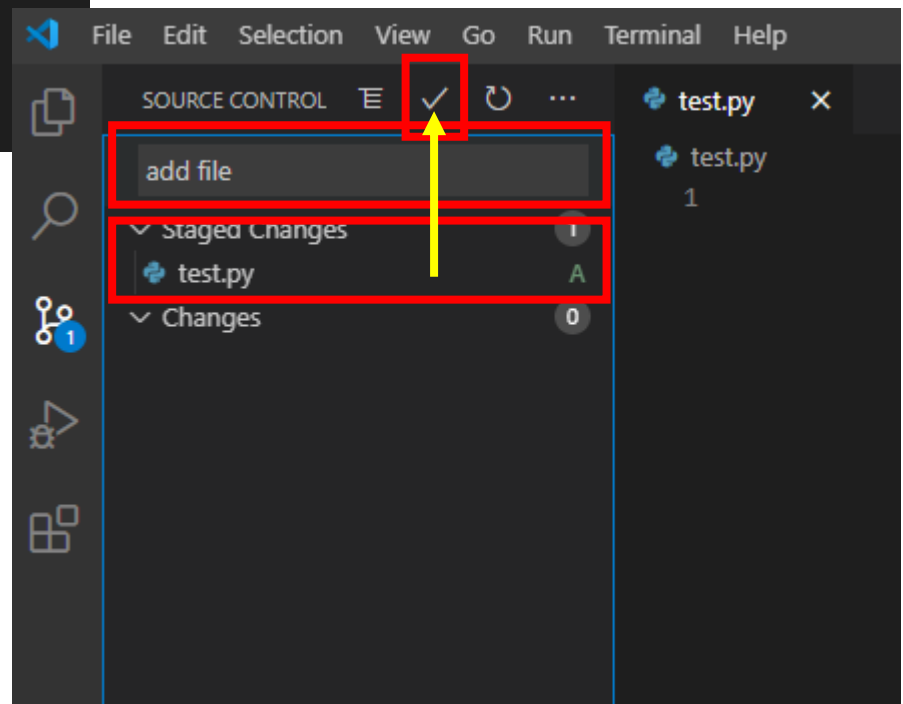 File Edit Selection View Go Run Terminal Help
SOURCE CONTROL
test.py
add file
test.py
1
Staged Changes 1
test.py A
1
Changes 0